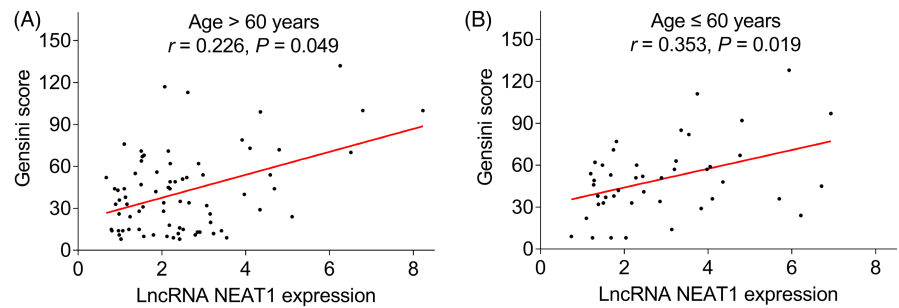 (A)
Age > 60 years
r = 0.226, P = 0.049
Gensini score
150
120
90
60
30
0
0 2 4 6 8
LncRNA NEAT1 expression
(B)
Age ≤ 60 years
r = 0.353, P = 0.019
Gensini score
150
120
90
60
30
0
0 2 4 6 8
LncRNA NEAT1 expression